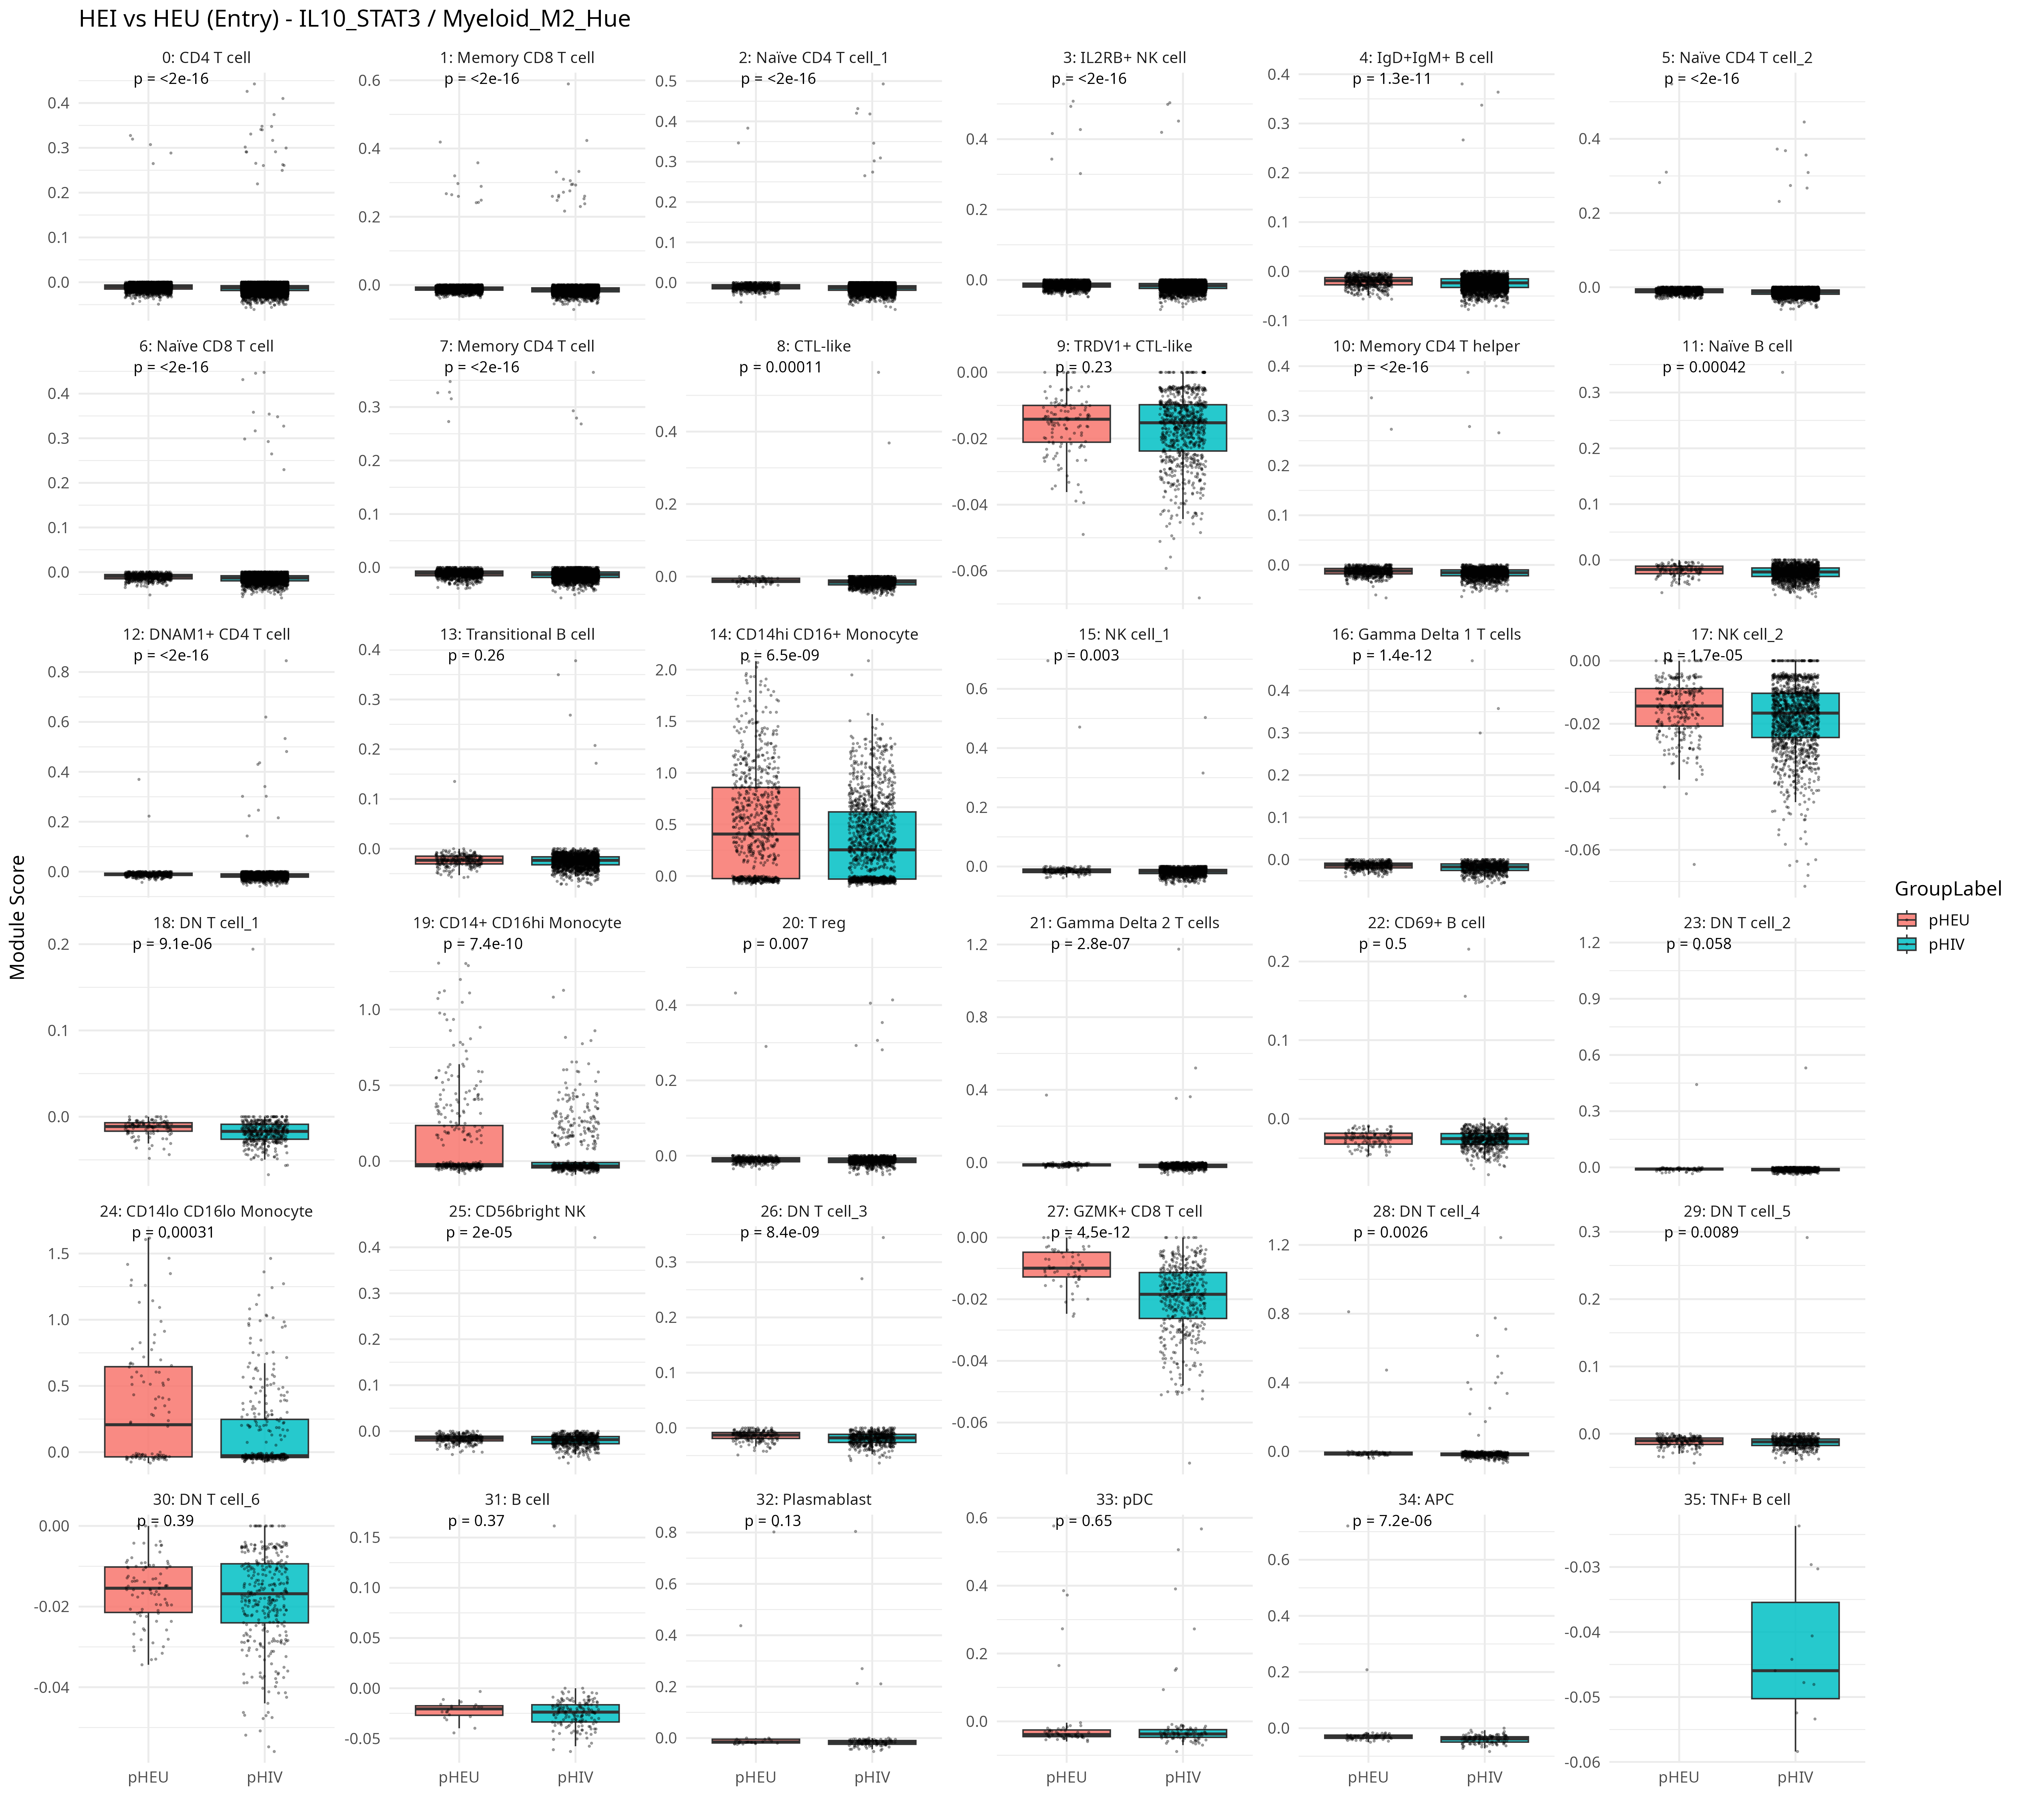 HEI vs HEU (Entry) - IL10_STAT3 / Myeloid_M2_Hue
0: CD4 T cell
p = <2e-16
0.4
0.3
0.2
0.1
0.0
1: Memory CD8 T cell
p = <2e-16
0.6
0.4
0.2
0.0
2: Naïve CD4 T cell_1
p = <2e-16
0.5
0.4
0.3
0.2
0.1
0.0
3: IL2RB+ NK cell
p = <2e-16
0.4
0.2
0.0
4: IgD+IgM+ B cell
p = 1.3e-11
0.4
0.3
0.2
0.1
0.0
-0.1
5: Naïve CD4 T cell_2
p = <2e-16
0.4
0.2
0.0
6: Naïve CD8 T cell
p = <2e-16
0.4
0.3
0.2
0.1
0.0
7: Memory CD4 T cell
p = <2e-16
0.3
0.2
0.1
0.0
8: CTL-like
p = 0.00011
0.4
0.2
0.0
9: TRDV1+ CTL-like
p = 0.23
0.00
-0.02
-0.04
-0.06
10: Memory CD4 T helper
p = <2e-16
0.4
0.3
0.2
0.1
0.0
11: Naïve B cell
p = 0.00042
0.3
0.2
0.1
0.0
12: DNAM1+ CD4 T cell
p = <2e-16
0.8
0.6
0.4
0.2
0.0
13: Transitional B cell
p = 0.26
0.4
0.3
0.2
0.1
0.0
14: CD14hi CD16+ Monocyte
p = 6.5e-09
2.0
1.5
1.0
0.5
0.0
15: NK cell_1
p = 0.003
0.6
0.4
0.2
0.0
16: Gamma Delta 1 T cells
p = 1.4e-12
0.4
0.3
0.2
0.1
0.0
17: NK cell_2
p = 1.7e-05
0.00
-0.02
-0.04
-0.06
18: DN T cell_1
p = 9.1e-06
0.2
0.1
0.0
19: CD14+ CD16hi Monocyte
p = 7.4e-10
1.0
0.5
0.0
20: T reg
p = 0.007
0.4
0.2
0.0
21: Gamma Delta 2 T cells
p = 2.8e-07
1.2
0.8
0.4
0.0
22: CD69+ B cell
p = 0.5
0.2
0.1
0.0
23: DN T cell_2
p = 0.058
1.2
0.9
0.6
0.3
0.0
24: CD14lo CD16lo Monocyte
p = 0.00031
1.5
1.0
0.5
0.0
25: CD56bright NK
p = 2e-05
0.4
0.3
0.2
0.1
0.0
26: DN T cell_3
p = 8.4e-09
0.3
0.2
0.1
0.0
27: GZMK+ CD8 T cell
p = 4.5e-12
0.00
-0.02
-0.04
-0.06
28: DN T cell_4
p = 0.0026
1.2
0.8
0.4
0.0
29: DN T cell_5
p = 0.0089
0.3
0.2
0.1
0.0
30: DN T cell_6
p = 0.39
0.00
-0.02
-0.04
31: B cell
p = 0.37
0.15
0.10
0.05
0.00
-0.05
32: Plasmablast
p = 0.13
0.8
0.6
0.4
0.2
0.0
33: pDC
p = 0.65
0.6
0.4
0.2
0.0
34: APC
p = 7.2e-06
0.6
0.4
0.2
0.0
35: TNF+ B cell
-0.03
-0.04
-0.05
-0.06
pHEU pHIV
pHEU pHIV
pHEU pHIV
pHEU pHIV
pHEU pHIV
pHEU pHIV
Module Score
GroupLabel
pHEU
pHIV